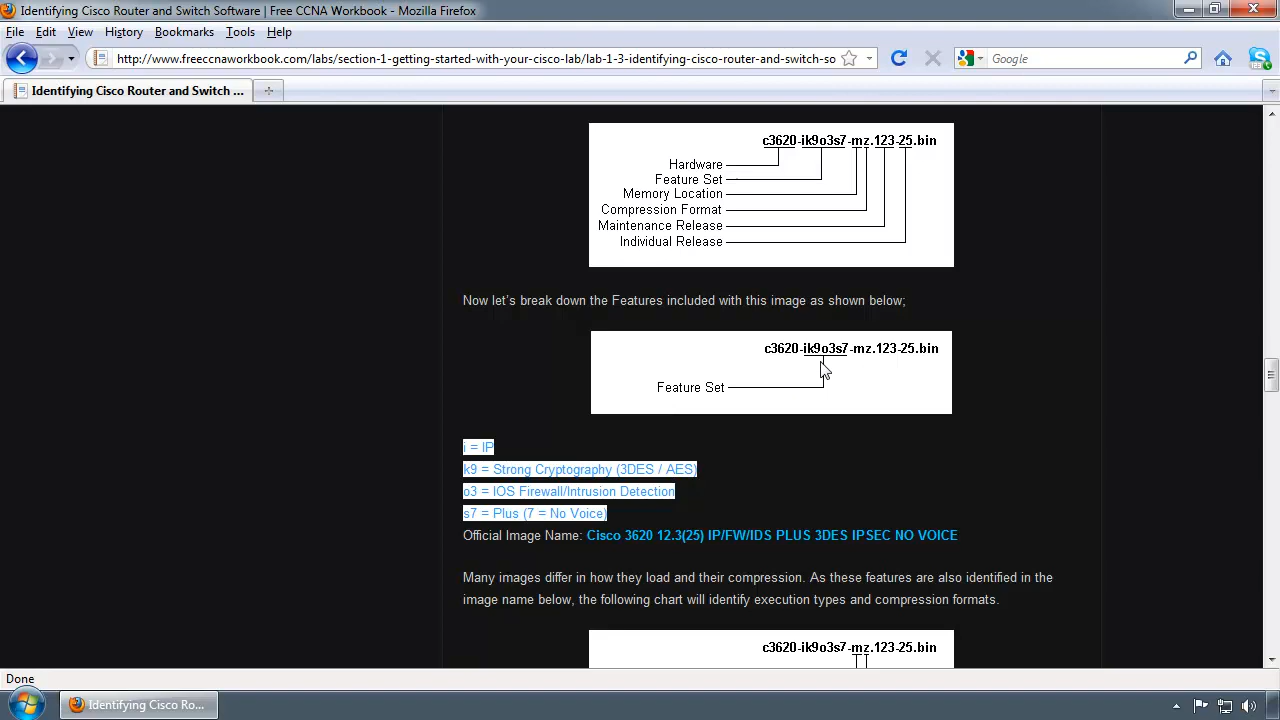 Identifying Cisco Router and Switch Software | Free CCNA Workbook - Mozilla Firefox
File Edit View History Bookmarks Tools Help
http://www.freeccnaworkbook.com/labs/section-1-getting-started-with-your-cisco-lab/lab-1-3-identifying-cisco-router-and-switch-so
Google
Identifying Cisco Router and Switch ...
c3620-ik9o3s7-mz.123-25.bin
Hardware
Feature Set
Memory Location
Compression Format
Maintenance Release
Individual Release
Now let's break down the Features included with this image as shown below;
c3620-ik9o3s7-mz.123-25.bin
Feature Set
i = IP
k9 = Strong Cryptography (3DES / AES)
o3 = IOS Firewall/Intrusion Detection
s7 = Plus (7 = No Voice)
Official Image Name: Cisco 3620 12.3(25) IP/FW/IDS PLUS 3DES IPSEC NO VOICE
Many images differ in how they load and their compression. As these features are also identified in the
image name below, the following chart will identify execution types and compression formats.
c3620-ik9o3s7-mz.123-25.bin
Done
Identifying Cisco Ro...